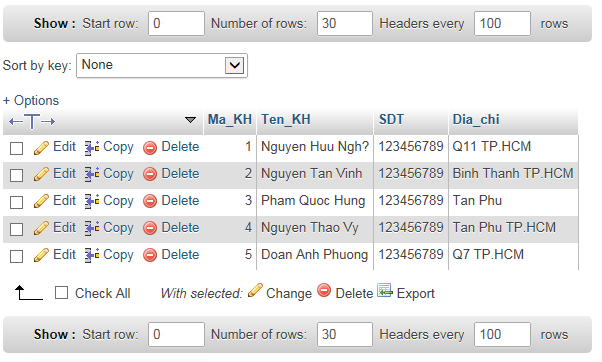 Show : Start row: 0 Number of rows: 30 Headers every 100 rows
Sort by key: None
+ Options
Ma_KH Ten_KH SDT Dia_chi
Edit Copy Delete 1 Nguyen Huu Ngh? 123456789 Q11 TP.HCM
Edit Copy Delete 2 Nguyen Tan Vinh 123456789 Binh Thanh TP.HCM
Edit Copy Delete 3 Pham Quoc Hung 123456789 Tan Phu
Edit Copy Delete 4 Nguyen Thao Vy 123456789 Tan Phu TP.HCM
Edit Copy Delete 5 Doan Anh Phuong 123456789 Q7 TP.HCM
Check All With selected: Change Delete Export
Show : Start row: 0 Number of rows: 30 Headers every 100 rows